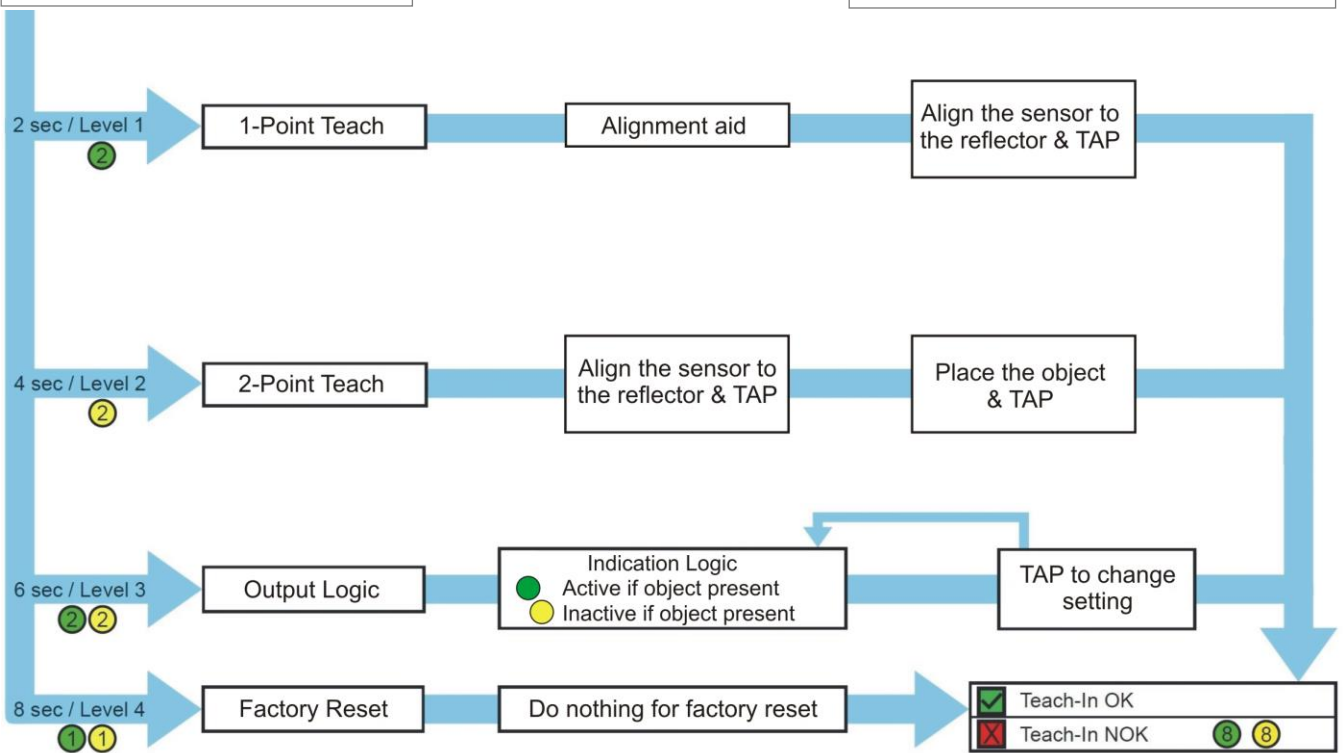 2 sec / Level 1
2
1-Point Teach
Alignment aid
Align the sensor to
the reflector & TAP
4 sec / Level 2
2
2-Point Teach
Align the sensor to
the reflector & TAP
Place the object
& TAP
6 sec / Level 3
2 2
Output Logic
Indication Logic
Active if object present
Inactive if object present
TAP to change
setting
8 sec / Level 4
1 1
Factory Reset
Do nothing for factory reset
Teach-In OK
Teach-In NOK 8 8